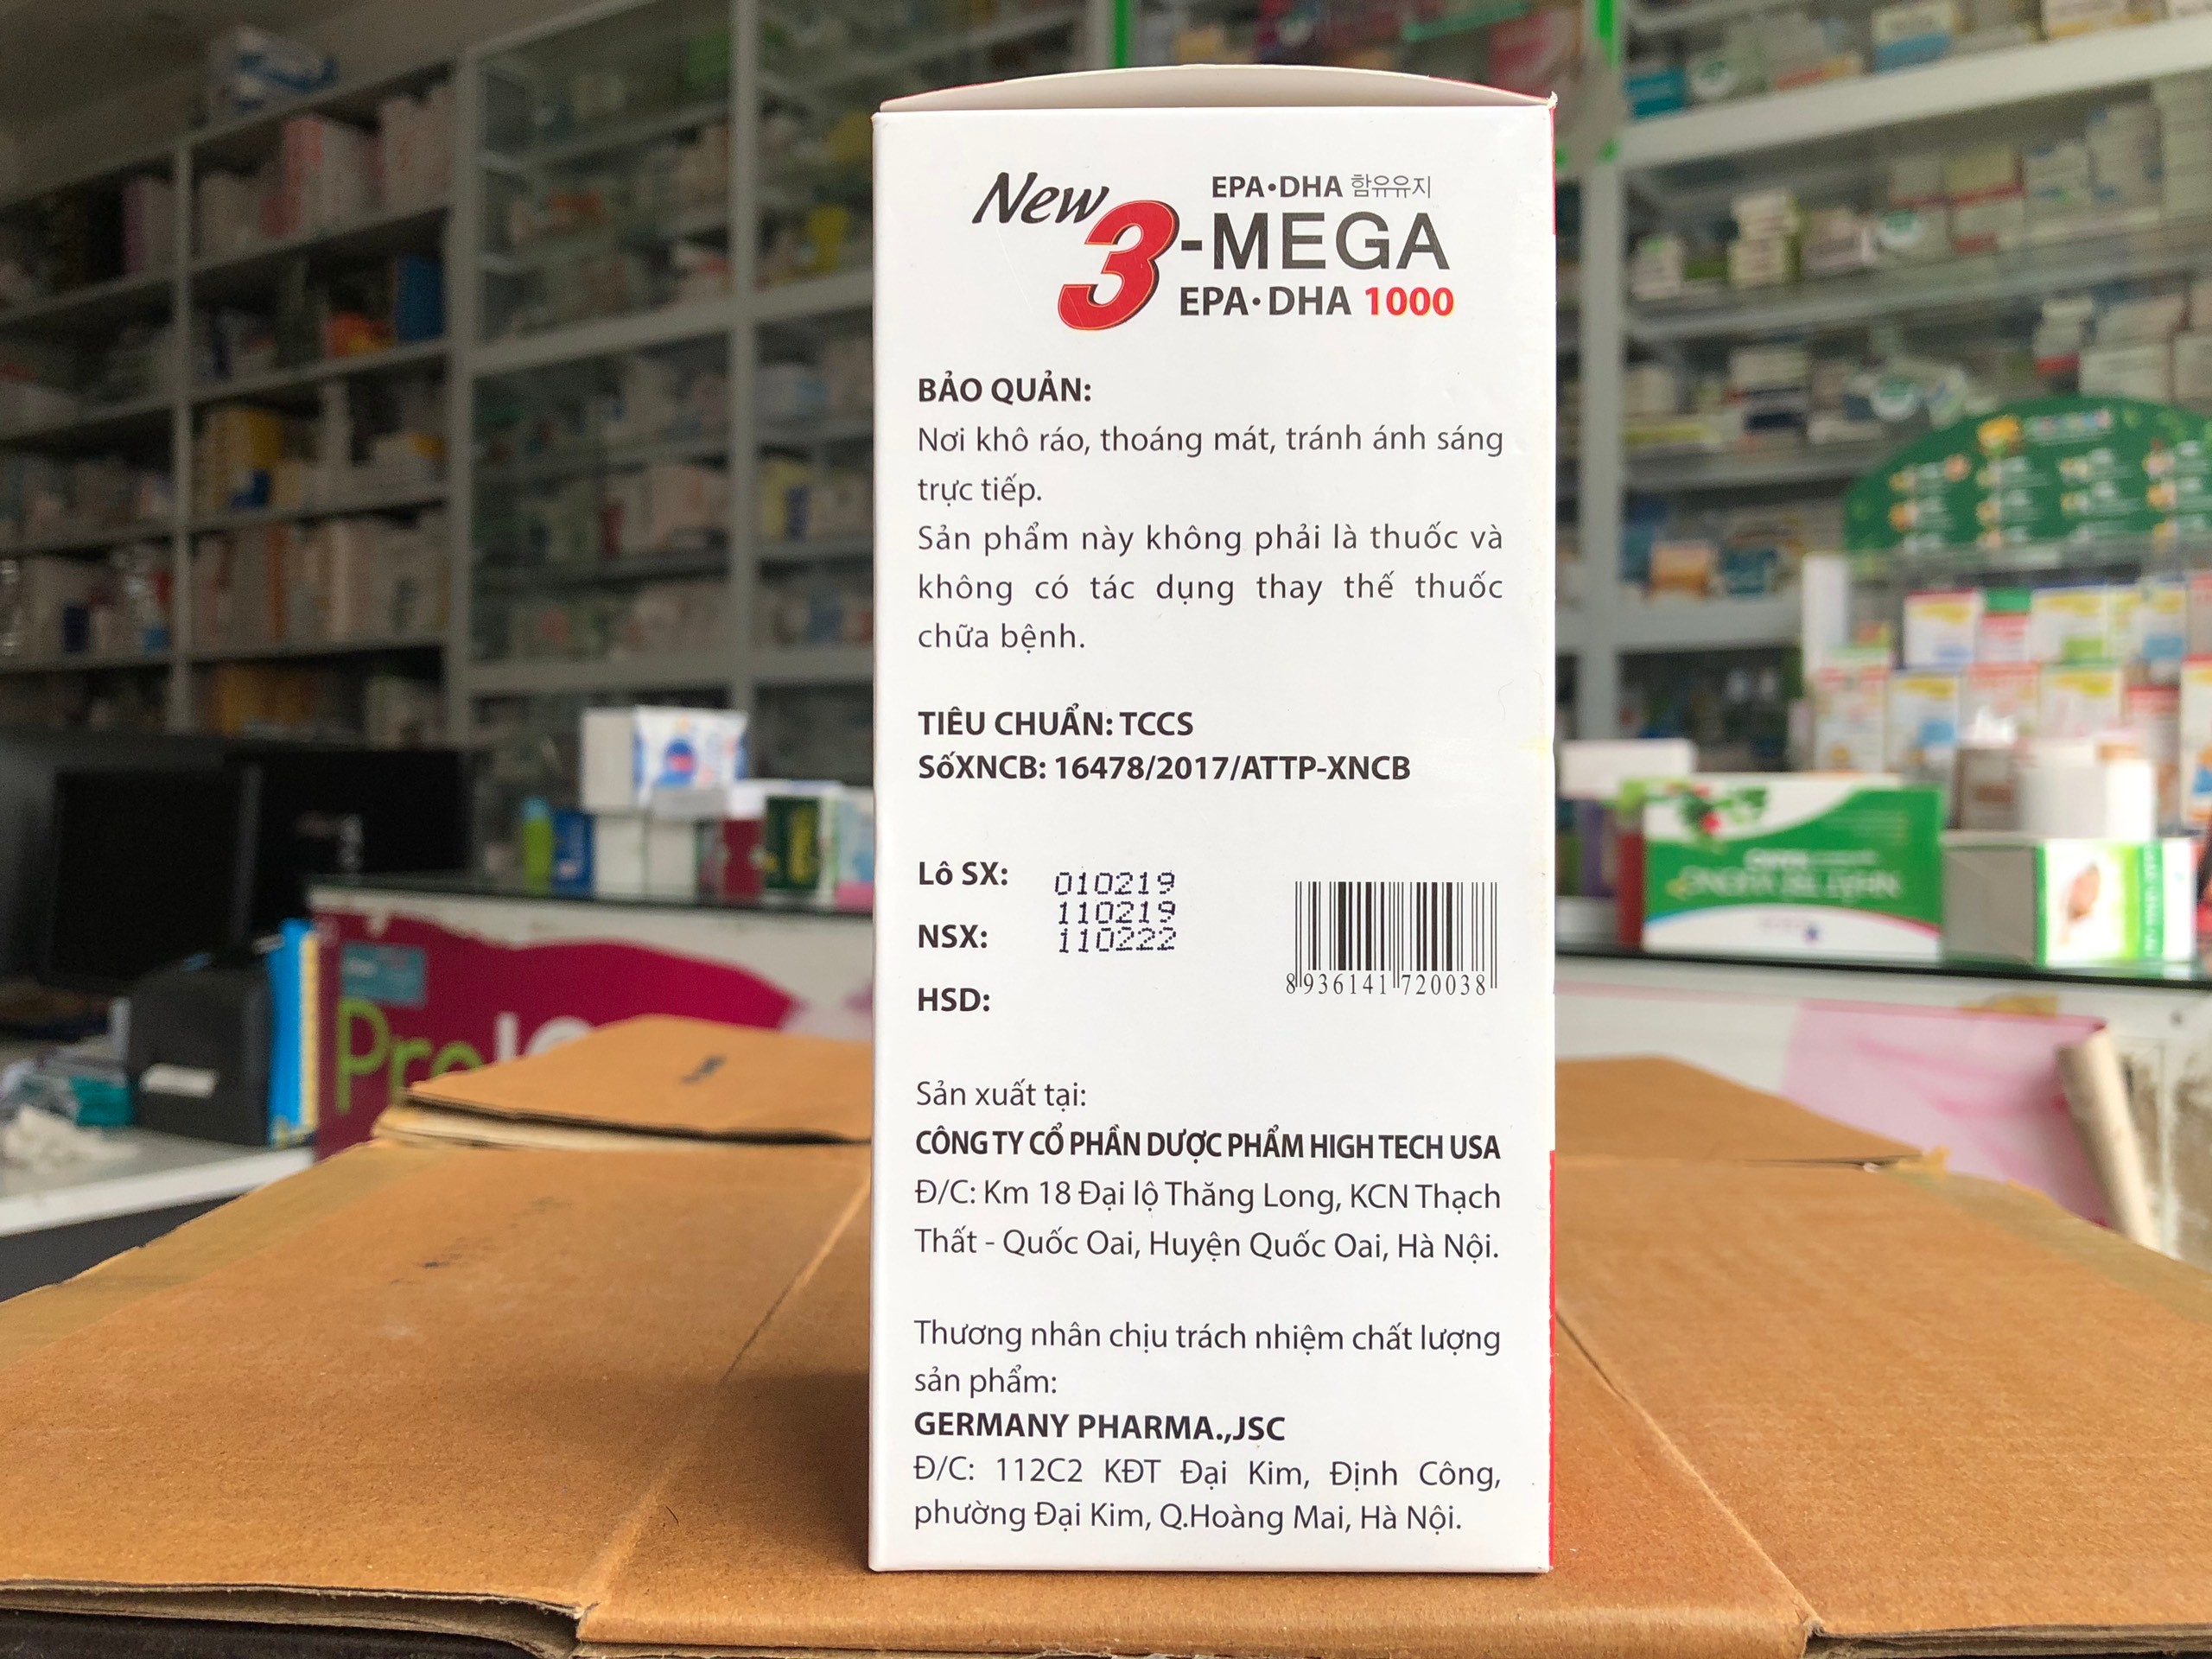 New
EPA•DHA 함유유지
3-MEGA
EPA•DHA 1000
BẢO QUẢN:
Nơi khô ráo, thoáng mát, tránh ánh sáng
trực tiếp.
Sản phẩm này không phải là thuốc và
không có tác dụng thay thế thuốc
chữa bệnh.
TIÊU CHUẨN: TCCS
SốXNCB: 16478/2017/ATTP-XNCB
Lô SX: 010219
110219
NSX: 110222
HSD:
8 936141 720038
Sản xuất tại:
CÔNG TY CỔ PHẦN DƯỢC PHẨM HIGH TECH USA
Đ/C: Km 18 Đại lộ Thăng Long, KCN Thạch
Thất - Quốc Oai, Huyện Quốc Oai, Hà Nội.
Thương nhân chịu trách nhiệm chất lượng
sản phẩm:
GERMANY PHARMA.,JSC
Đ/C: 112C2 KĐT Đại Kim, Định Công,
phường Đại Kim, Q.Hoàng Mai, Hà Nội.